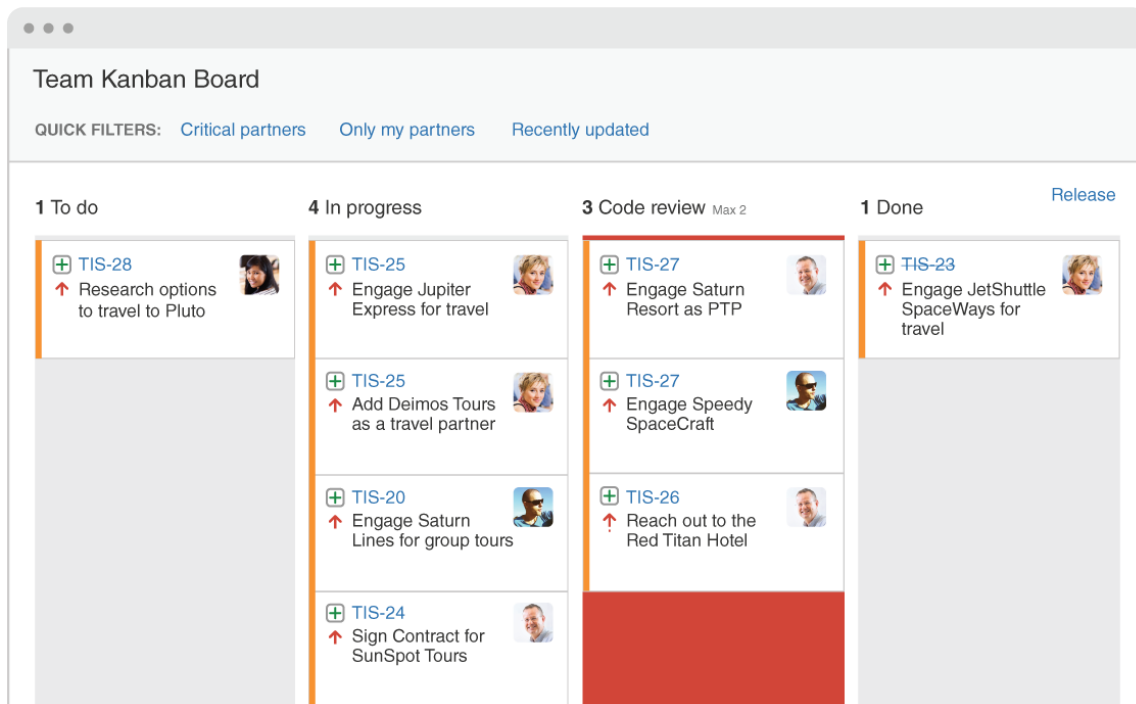 Team Kanban Board
QUICK FILTERS: Critical partners Only my partners Recently updated
Release
1 To do
TIS-28
Research options
to travel to Pluto
4 In progress
TIS-25
Engage Jupiter
Express for travel
TIS-25
Add Deimos Tours
as a travel partner
TIS-20
Engage Saturn
Lines for group tours
TIS-24
Sign Contract for
SunSpot Tours
3 Code review Max 2
TIS-27
Engage Saturn
Resort as PTP
TIS-27
Engage Speedy
SpaceCraft
TIS-26
Reach out to the
Red Titan Hotel
1 Done
TIS-23
Engage JetShuttle
SpaceWays for
travel